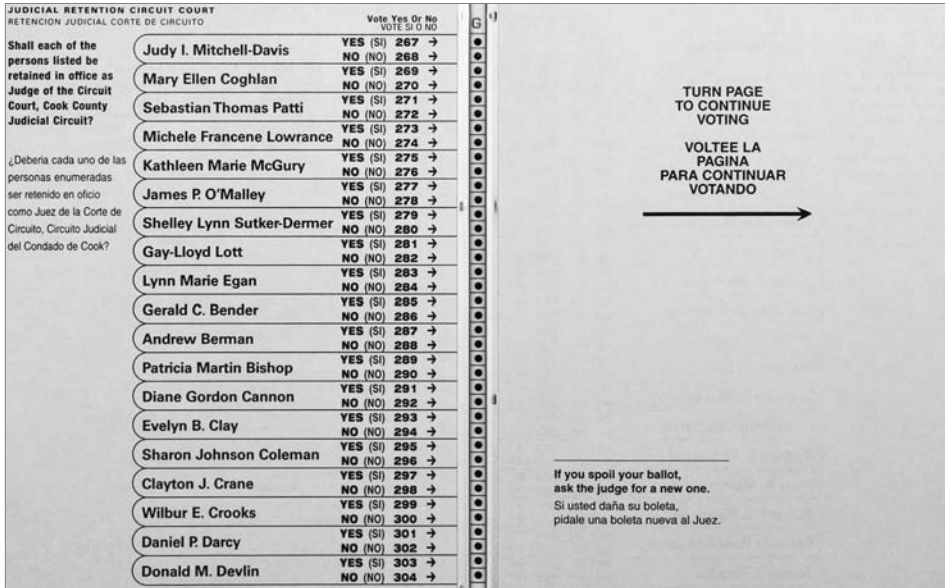 JUDICIAL RETENTION CIRCUIT COURT
RETENCION JUDICIAL CORTE DE CIRCUITO
Vote Yes Or No
VOTE SI O NO
Shall each of the
persons listed be
retained in office as
Judge of the Circuit
Court, Cook County
Judicial Circuit?
¿Deberia cada uno de las
personas enumeradas
ser retenido en oficio
como Juez de la Corte de
Circuito, Circuito Judicial
del Condado de Cook?
Judy I. Mitchell-Davis
YES (SI) 267 →
NO (NO) 268 →
Mary Ellen Coghlan
YES (SI) 269 →
NO (NO) 270 →
Sebastian Thomas Patti
YES (SI) 271 →
NO (NO) 272 →
Michele Francene Lowrance
YES (SI) 273 →
NO (NO) 274 →
Kathleen Marie McGury
YES (SI) 275 →
NO (NO) 276 →
James P. O'Malley
YES (SI) 277 →
NO (NO) 278 →
Shelley Lynn Sutker-Dermer
YES (SI) 279 →
NO (NO) 280 →
Gay-Lloyd Lott
YES (SI) 281 →
NO (NO) 282 →
Lynn Marie Egan
YES (SI) 283 →
NO (NO) 284 →
Gerald C. Bender
YES (SI) 285 →
NO (NO) 286 →
Andrew Berman
YES (SI) 287 →
NO (NO) 288 →
Patricia Martin Bishop
YES (SI) 289 →
NO (NO) 290 →
Diane Gordon Cannon
YES (SI) 291 →
NO (NO) 292 →
Evelyn B. Clay
YES (SI) 293 →
NO (NO) 294 →
Sharon Johnson Coleman
YES (SI) 295 →
NO (NO) 296 →
Clayton J. Crane
YES (SI) 297 →
NO (NO) 298 →
Wilbur E. Crooks
YES (SI) 299 →
NO (NO) 300 →
Daniel P. Darcy
YES (SI) 301 →
NO (NO) 302 →
Donald M. Devlin
YES (SI) 303 →
NO (NO) 304 →
G
TURN PAGE
TO CONTINUE
VOTING
VOLTEE LA
PAGINA
PARA CONTINUAR
VOTANDO
If you spoil your ballot,
ask the judge for a new one.
Si usted daña su boleta,
pidale una boleta nueva al Juez.